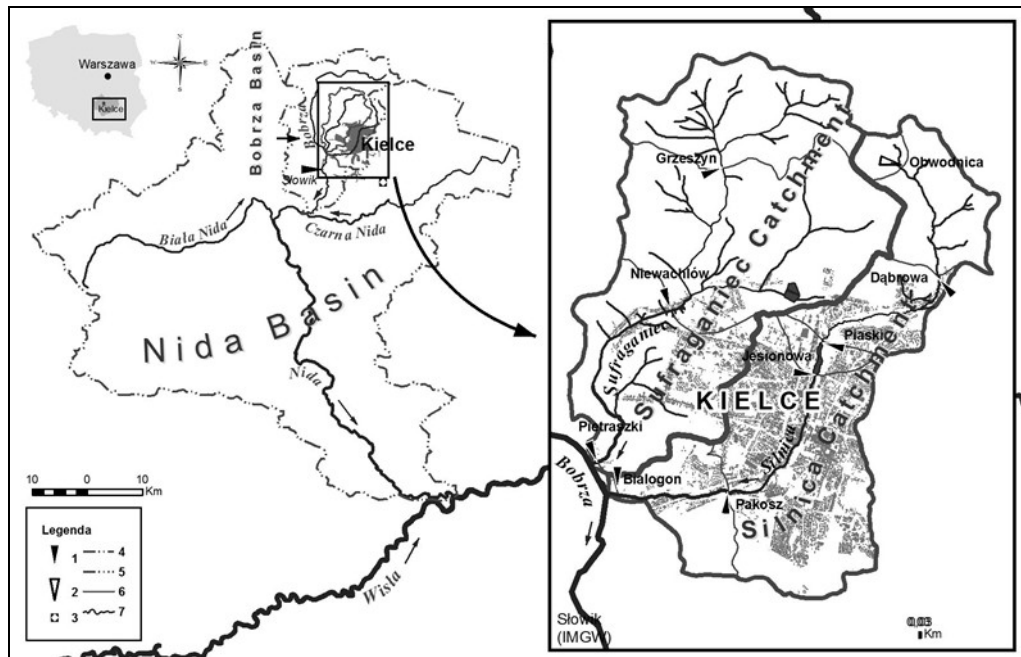 Warszawa
Kielce
N
W
E
S
Bobrza Basin
Bobrza
Kielce
Słowik
Biała Nida
Czarna Nida
Nida Basin
Nida
Wisła
10 0 10
Km
Legenda
1
2
3
4
5
6
7
Grzeszyn
Obwodnica
Niewachlów
Dąbrowa
Sufraganiec
Sufraganiec Catchment
Piaski
Jesionowa
KIELCE
Silnica
Silnica Catchment
Pietraszki
Bobrza
Bialogon
Pakosz
Słowik
(IMGW)
Km